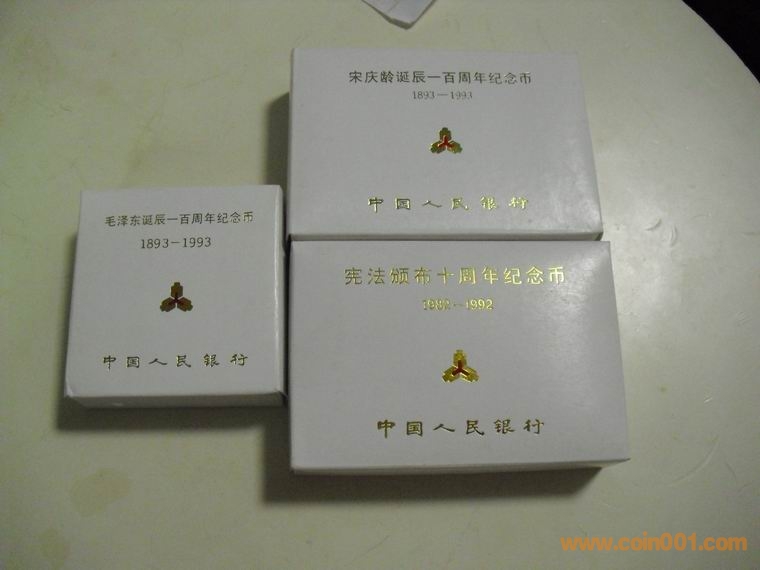 宋庆龄诞辰一百周年纪念币
1893-1993
中国人民银行
毛泽东诞辰一百周年纪念币
1893-1993
中国人民银行
宪法颁布十周年纪念币
1982-1992
中国人民银行
www.coin001.com